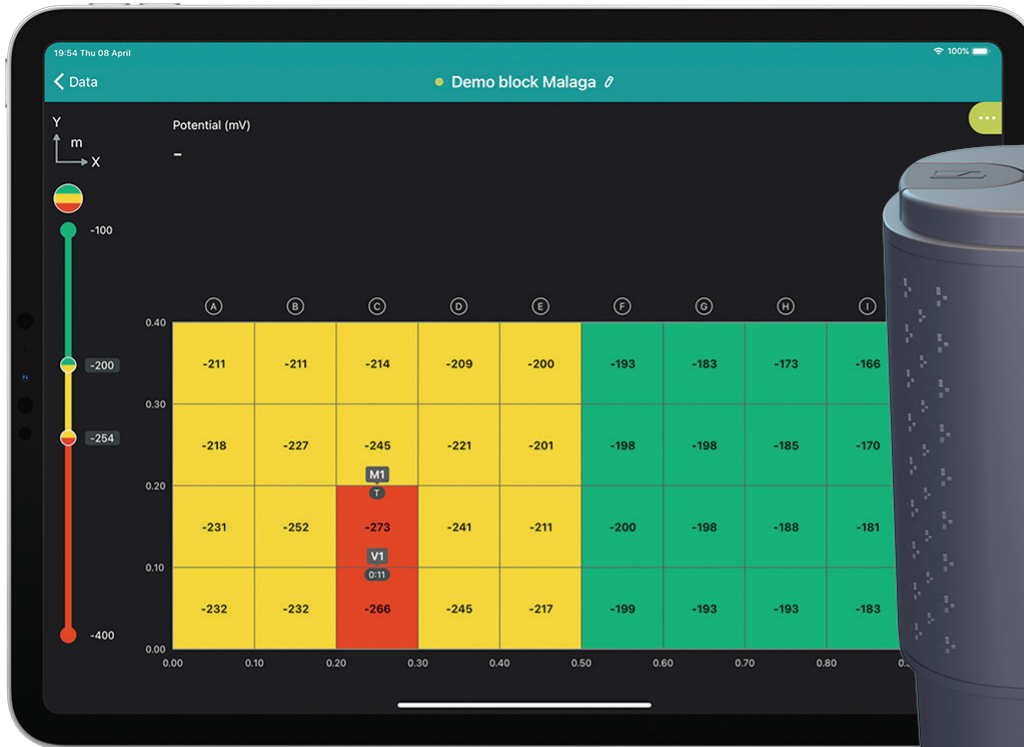 19:54 Thu 08 April
100%
Data
Demo block Malaga
Y
m
X
Potential (mV)
–
-100
-200
-254
-400
A B C D E F G H I
0.40
-211 -211 -214 -209 -200 -193 -183 -173 -166
0.30
-218 -227 -245 -221 -201 -198 -198 -185 -170
M1
0.20
T
-231 -252 -273 -241 -211 -200 -198 -188 -181
V1
0.10
0:11
-232 -232 -266 -245 -217 -199 -193 -193 -183
0.00
0.00 0.10 0.20 0.30 0.40 0.50 0.60 0.70 0.80